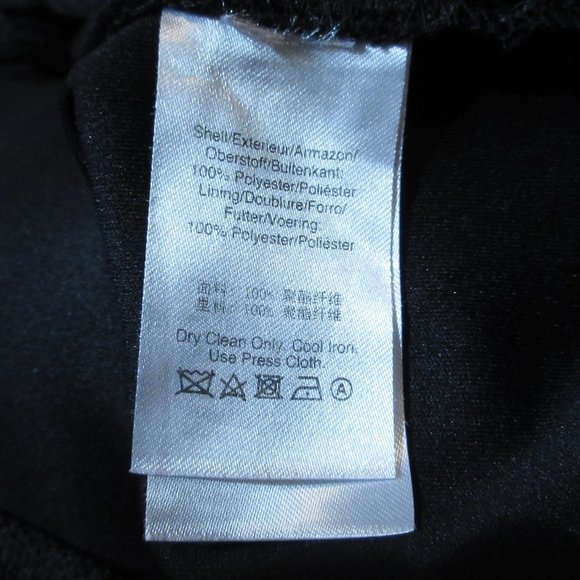 Shell/Exterieur/Armazon/
Oberstoff/Buitenkant:
100% Polyester/Poliéster
Lining/Doublure/Forro/
Futter/Voering:
100% Polyester/Poliéster
面料: 100% 聚酯纤维
里料: 100% 聚酯纤维
Dry Clean Only. Cool Iron.
Use Press Cloth.
A